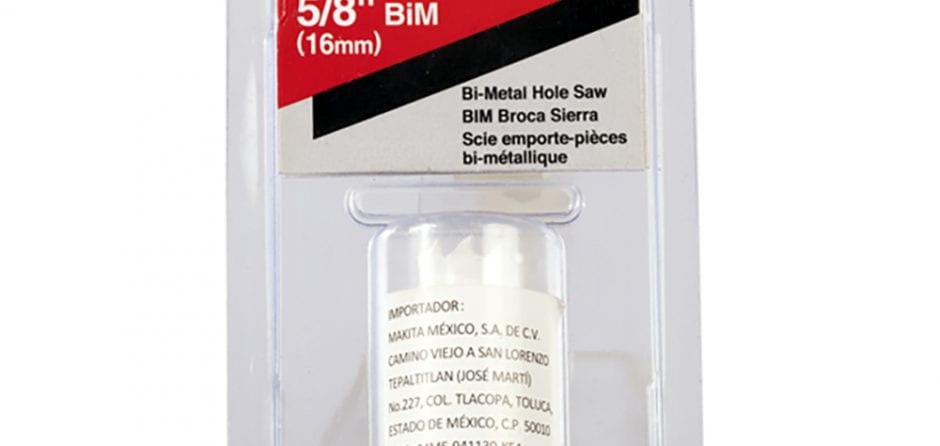 5/8" BiM
(16mm)
Bi-Metal Hole Saw
BIM Broca Sierra
Scie emporte-pièces
bi-métallique
IMPORTADOR:
MAKITA MÉXICO, S.A. DE C.V.
CAMINO VIEJO A SAN LORENZO
TEPALTITLAN (JOSÉ MARTÍ)
No.227, COL. TLACOPA, TOLUCA,
ESTADO DE MÉXICO, C.P 50010